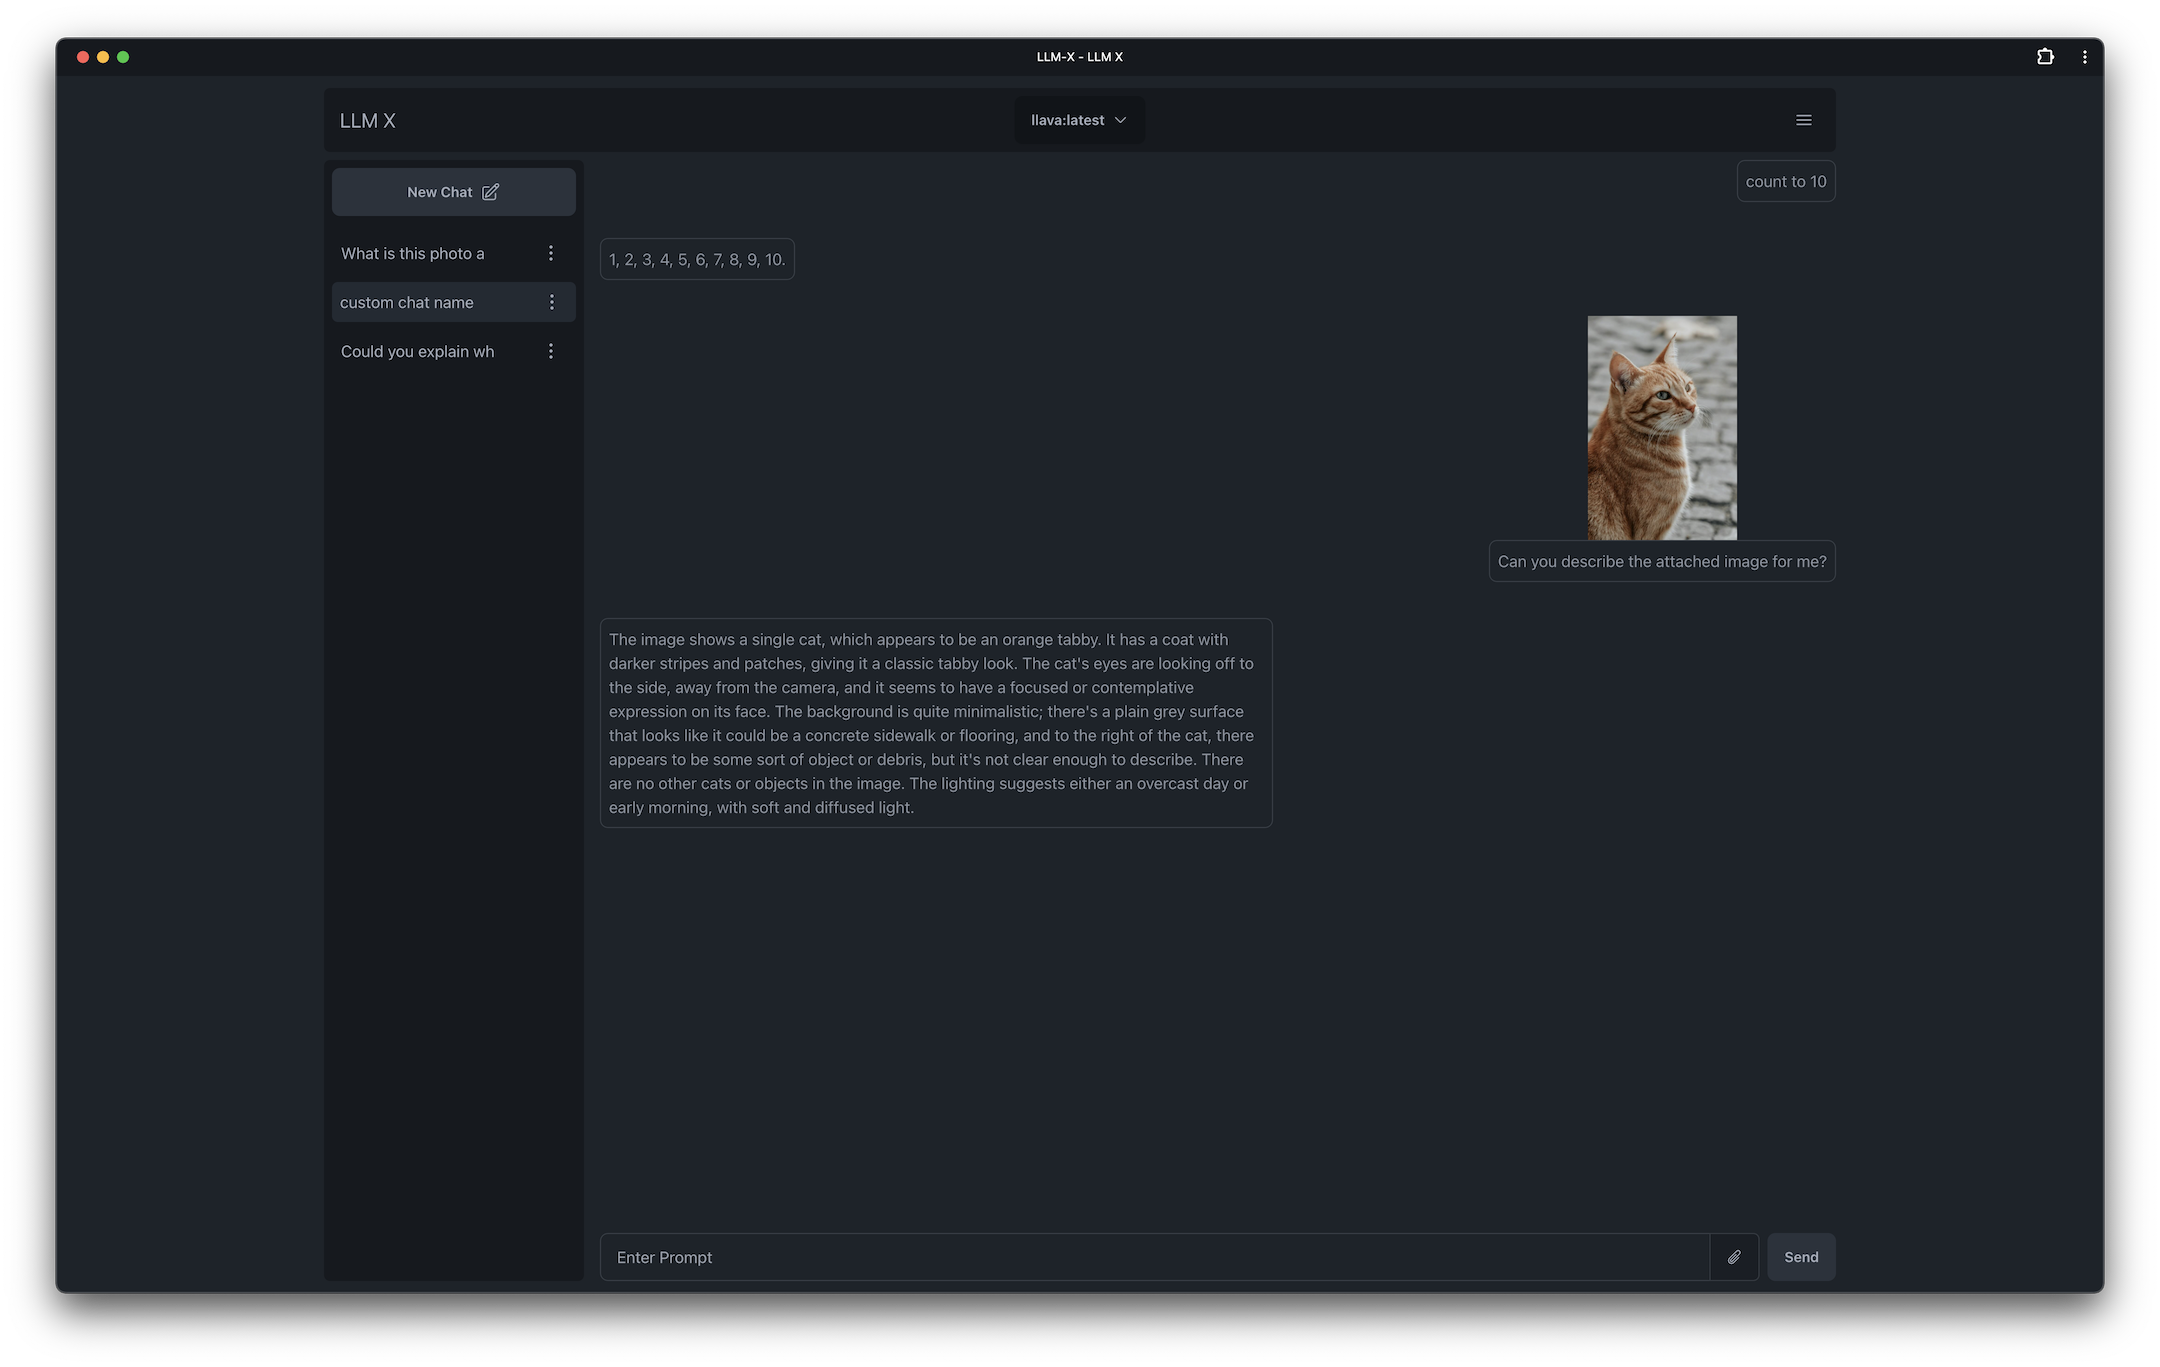 LLM-X - LLM X
LLM X
llava:latest
New Chat
What is this photo a
custom chat name
Could you explain wh
count to 10
1, 2, 3, 4, 5, 6, 7, 8, 9, 10.
Can you describe the attached image for me?
The image shows a single cat, which appears to be an orange tabby. It has a coat with
darker stripes and patches, giving it a classic tabby look. The cat's eyes are looking off to
the side, away from the camera, and it seems to have a focused or contemplative
expression on its face. The background is quite minimalistic; there's a plain grey surface
that looks like it could be a concrete sidewalk or flooring, and to the right of the cat, there
appears to be some sort of object or debris, but it's not clear enough to describe. There
are no other cats or objects in the image. The lighting suggests either an overcast day or
early morning, with soft and diffused light.
Enter Prompt
Send